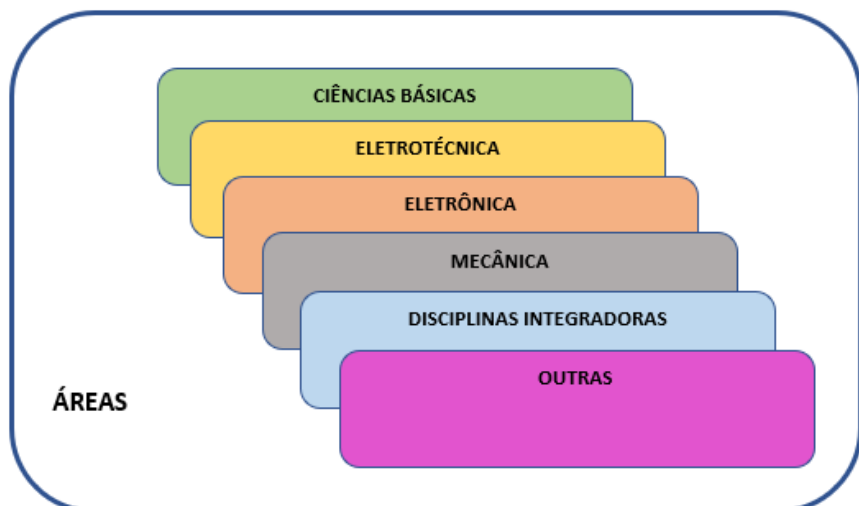 CIÊNCIAS BÁSICAS
ELETROTÉCNICA
ELETRÔNICA
MECÂNICA
DISCIPLINAS INTEGRADORAS
OUTRAS
ÁREAS